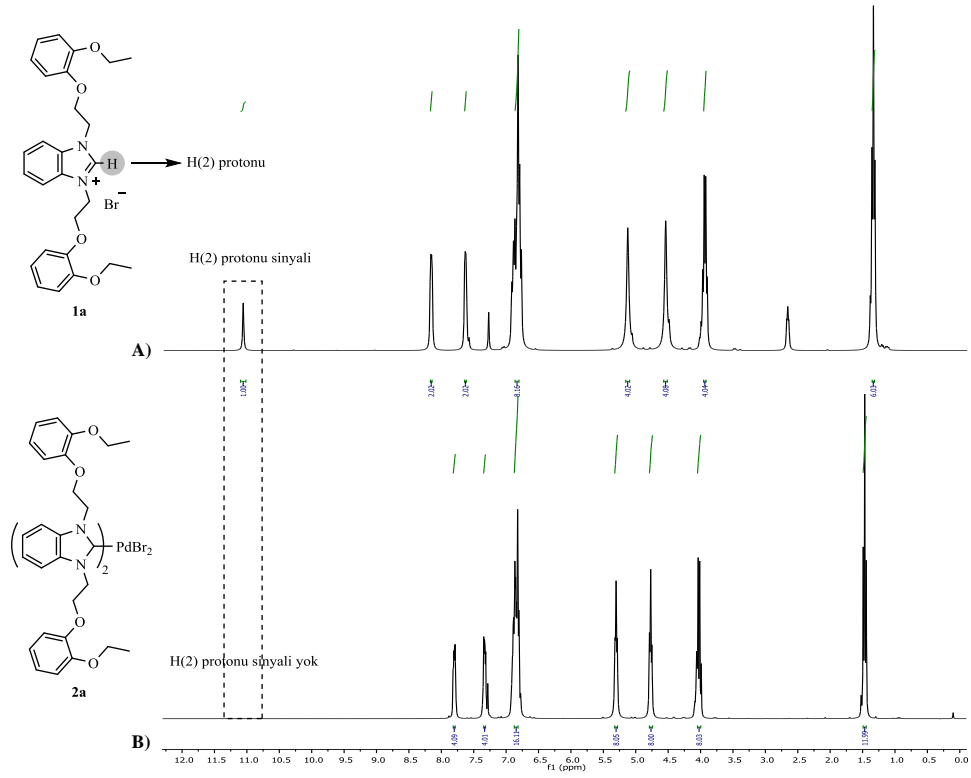 O
O
N
H
N
+
Br
−
O
O
1a
H(2) protonu
H(2) protonu sinyali
A)
1.00
2.02
2.02
8.16
4.02
4.08
4.04
6.03
O
O
N
N
2
PdBr2
O
O
2a
H(2) protonu sinyali yok
B)
4.09
4.01
16.11
8.05
8.00
8.03
11.99
12.0 11.5 11.0 10.5 10.0 9.5 9.0 8.5 8.0 7.5 7.0 6.5 6.0 5.5 5.0 4.5 4.0 3.5 3.0 2.5 2.0 1.5 1.0 0.5 0.0
f1 (ppm)